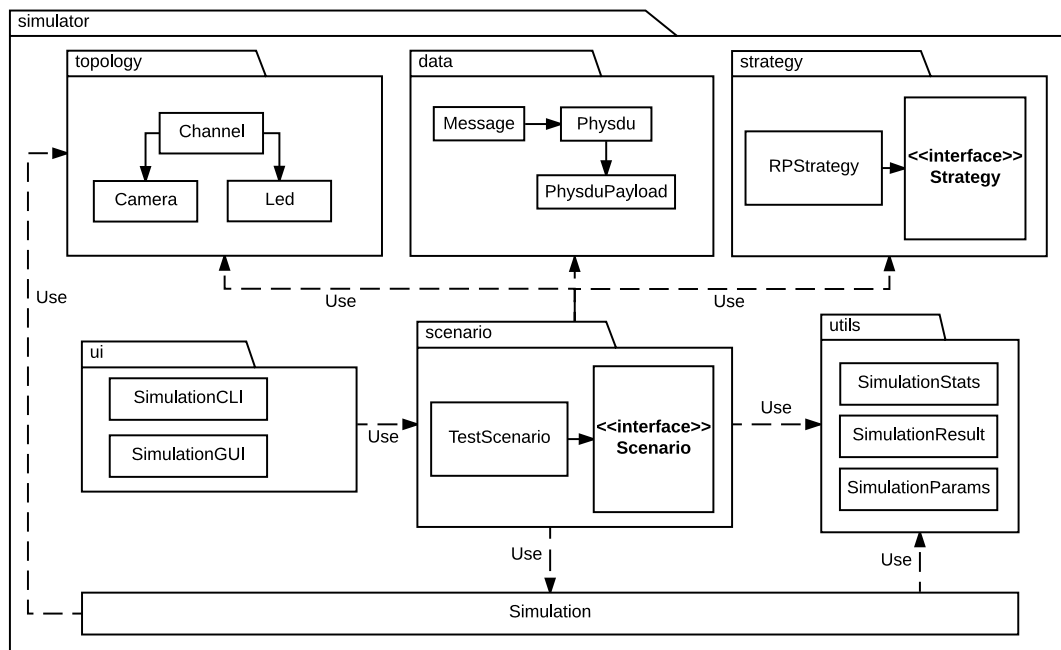 simulator
topology
data
strategy
Channel
Camera
Led
Message
Physdu
PhysduPayload
RPStrategy
<<interface>>
Strategy
Use
Use
Use
ui
scenario
utils
SimulationCLI
SimulationGUI
Use
TestScenario
<<interface>>
Scenario
Use
SimulationStats
SimulationResult
SimulationParams
Use
Use
Simulation